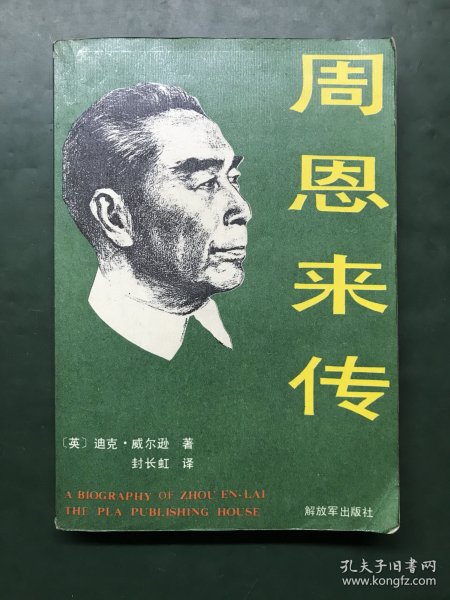 周恩来传
〔英〕迪克·威尔逊 著
封长虹 译
A BIOGRAPHY OF ZHOU EN-LAI
THE PLA PUBLISHING HOUSE
解放军出版社
孔夫子旧书网
www.kongfz.com